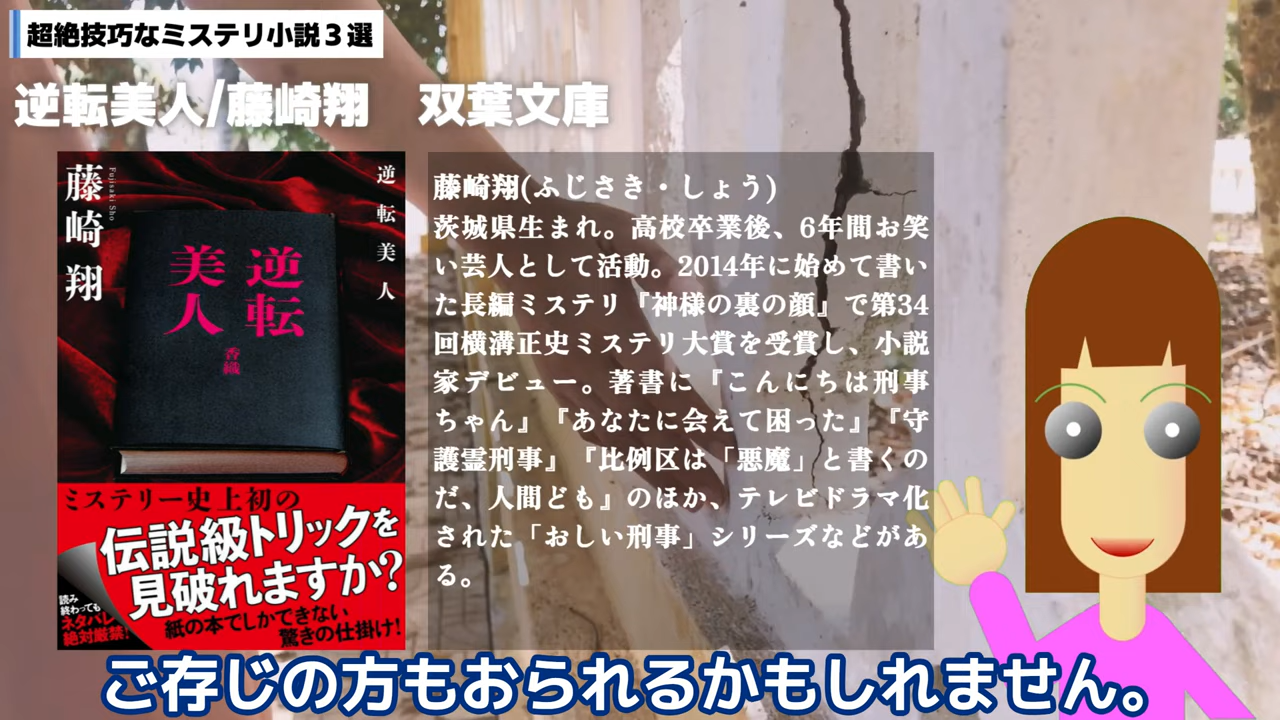 超絶技巧なミステリ小説３選
逆転美人/藤崎翔　双葉文庫
藤崎翔
Fujisaki Sho
逆転美人
逆転
美人
香織
ミステリー史上初の
伝説級トリックを
見破れますか?
紙の本でしかできない
驚きの仕掛け!
読み
終わっても
ネタバレ
絶対厳禁!
藤崎翔(ふじさき・しょう)
茨城県生まれ。高校卒業後、6年間お笑
い芸人として活動。2014年に始めて書い
た長編ミステリ『神様の裏の顔』で第34
回横溝正史ミステリ大賞を受賞し、小説
家デビュー。著書に『こんにちは刑事
ちゃん』『あなたに会えて困った』『守
護霊刑事』『比例区は「悪魔」と書くの
だ、人間ども』のほか、テレビドラマ化
された「おしい刑事」シリーズなどがあ
る。
ご存じの方もおられるかもしれません。